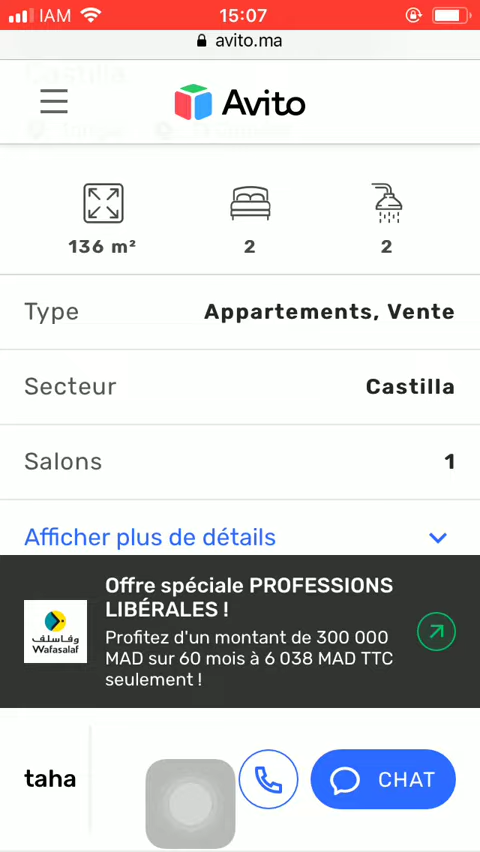 IAM 15:07
avito.ma
Castilla
Avito
136 m² 2 2
Type Appartements, Vente
Secteur Castilla
Salons 1
Afficher plus de détails
Offre spéciale PROFESSIONS
LIBÉRALES !
وفاسلف
Wafasalaf
Profitez d'un montant de 300 000
MAD sur 60 mois à 6 038 MAD TTC
seulement !
taha CHAT